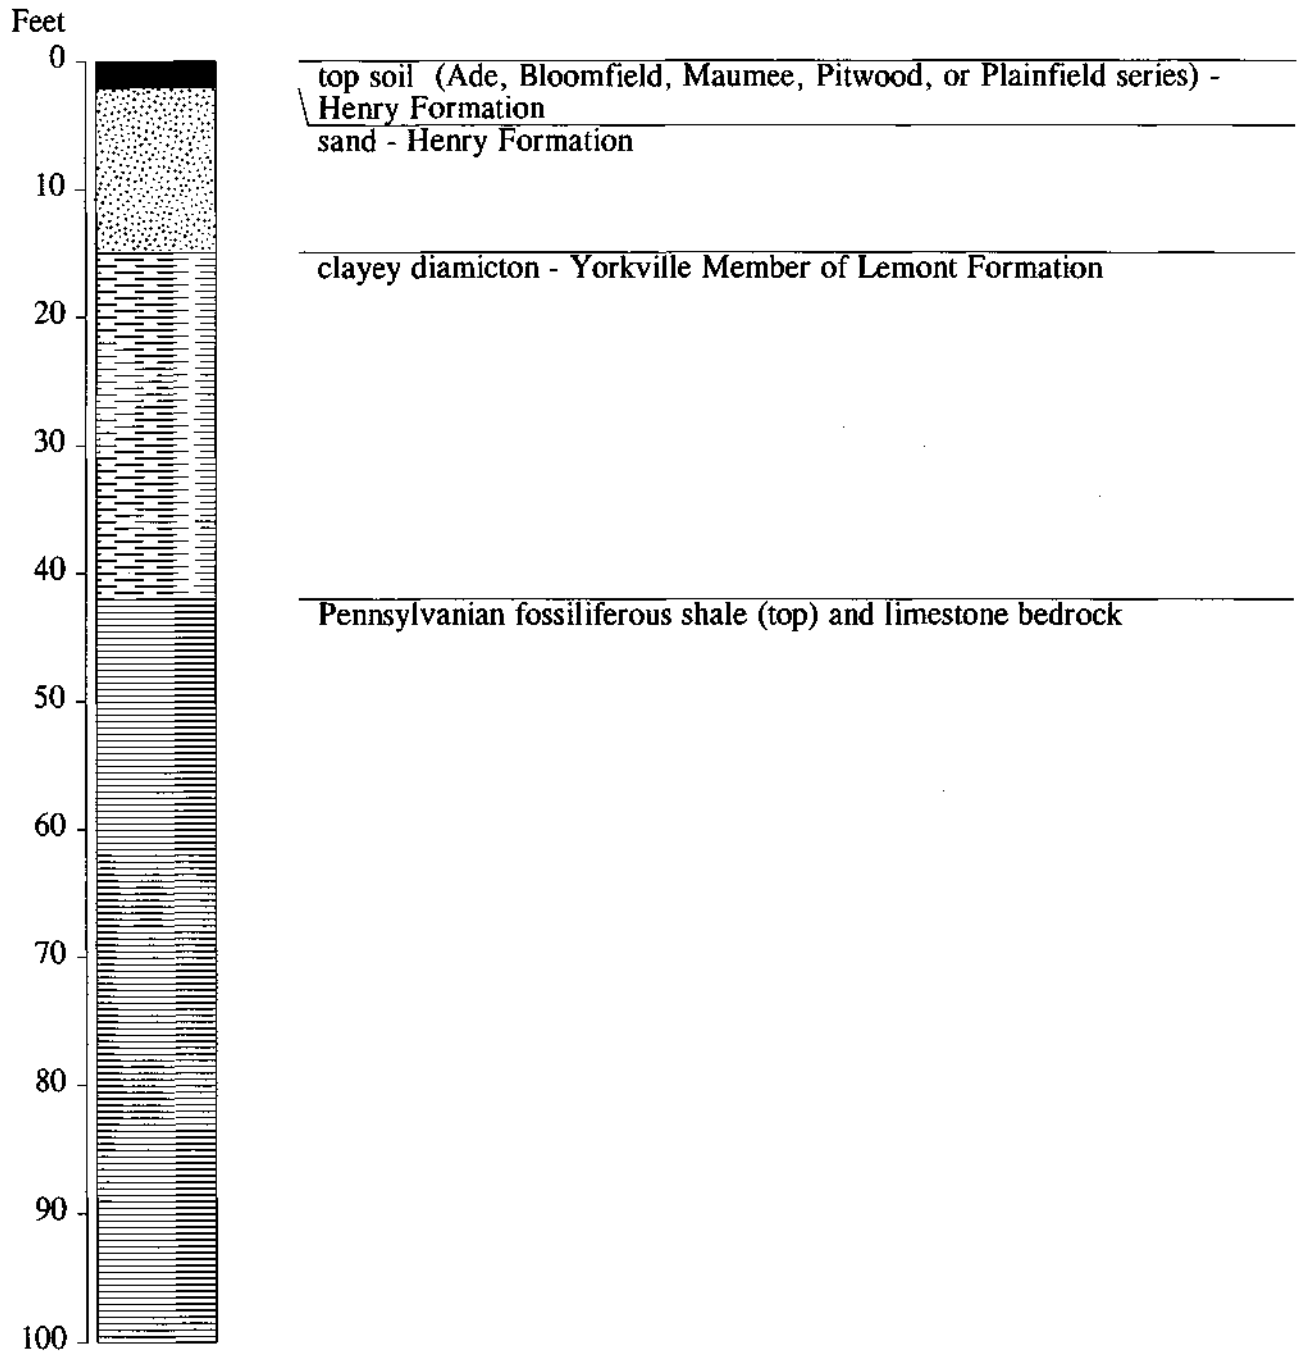 Feet
0
top soil (Ade, Bloomfield, Maumee, Pitwood, or Plainfield series) -
Henry Formation
sand - Henry Formation
10
clayey diamicton - Yorkville Member of Lemont Formation
20
30
40
Pennsylvanian fossiliferous shale (top) and limestone bedrock
50
60
70
80
90
100